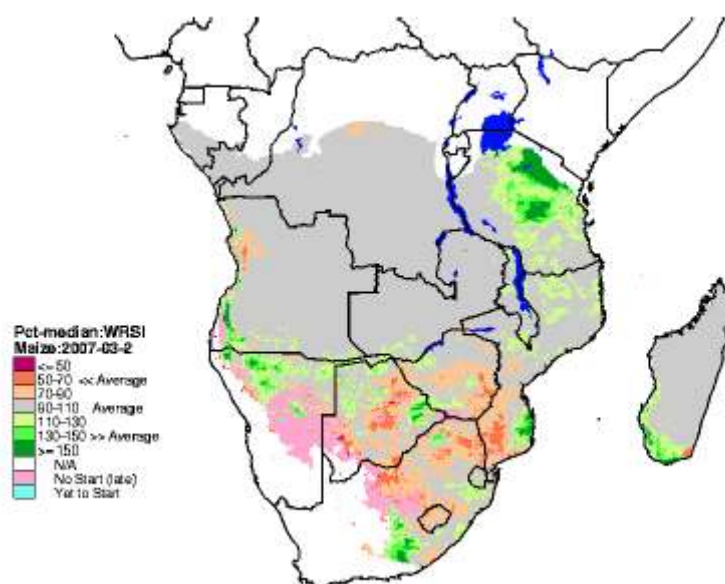 Pct-median:WRSI
Maize:2007-03-2
<= 50
50-70 << Average
70-90
90-110 Average
110-130
130-150 >> Average
>= 150
N/A
No Start (late)
Yet to Start